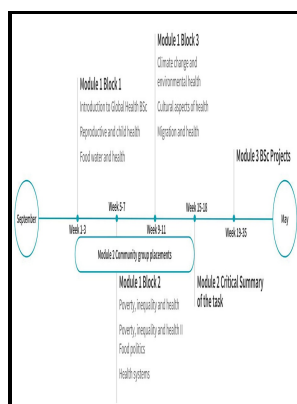 Module 1 Block 3
Climate change and
environmental health
Cultural aspects of health
Migration and health
Module 1 Block 1
Introduction to Global Health BSc
Reproductive and child health
Food water and health
Module 3 BSc Projects
September
Week 1-3
Week 5-7
Week 9-11
Week 15-18
Week 19-35
May
Module 2 Community group placements
Module 1 Block 2
Poverty, inequality and health
Poverty, inequality and health II
Food politics
Health systems
Module 2 Critical Summary
of the task